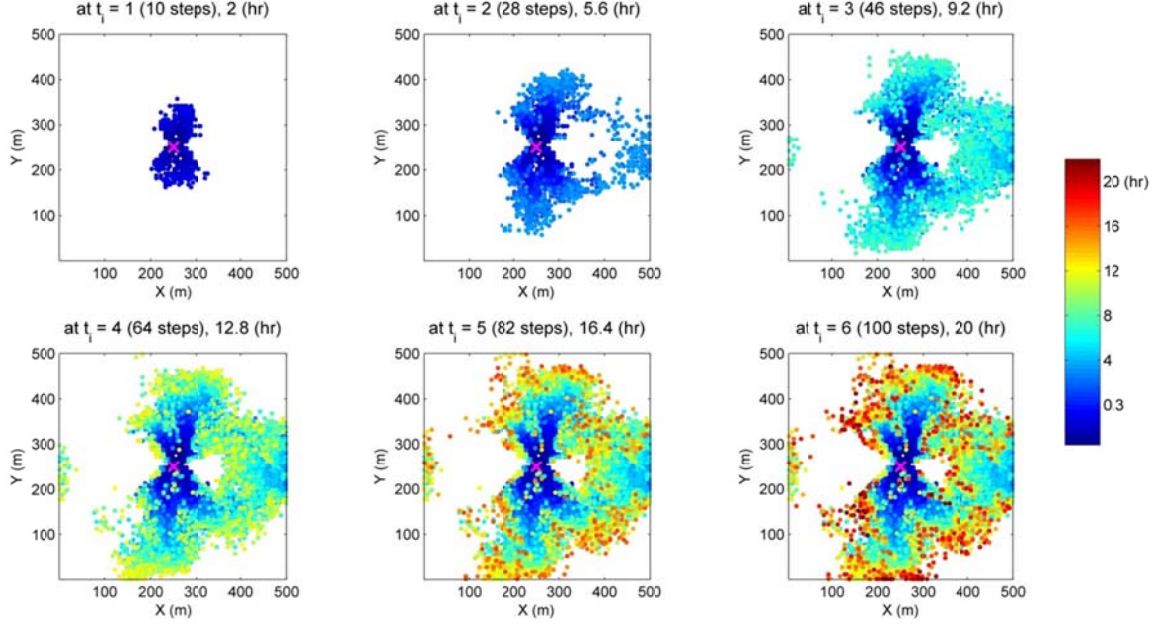 at t_i = 1 (10 steps), 2 (hr)
at t_i = 2 (28 steps), 5.6 (hr)
at t_i = 3 (46 steps), 9.2 (hr)
500
400
300
200
100
Y (m)
100 200 300 400 500
X (m)
500
400
300
200
100
Y (m)
100 200 300 400 500
X (m)
500
400
300
200
100
Y (m)
100 200 300 400 500
X (m)
20 (hr)
16
12
8
4
0.3
at t_i = 4 (64 steps), 12.8 (hr)
at t_i = 5 (82 steps), 16.4 (hr)
at t_i = 6 (100 steps), 20 (hr)
500
400
300
200
100
Y (m)
100 200 300 400 500
X (m)
500
400
300
200
100
Y (m)
100 200 300 400 500
X (m)
500
400
300
200
100
Y (m)
100 200 300 400 500
X (m)